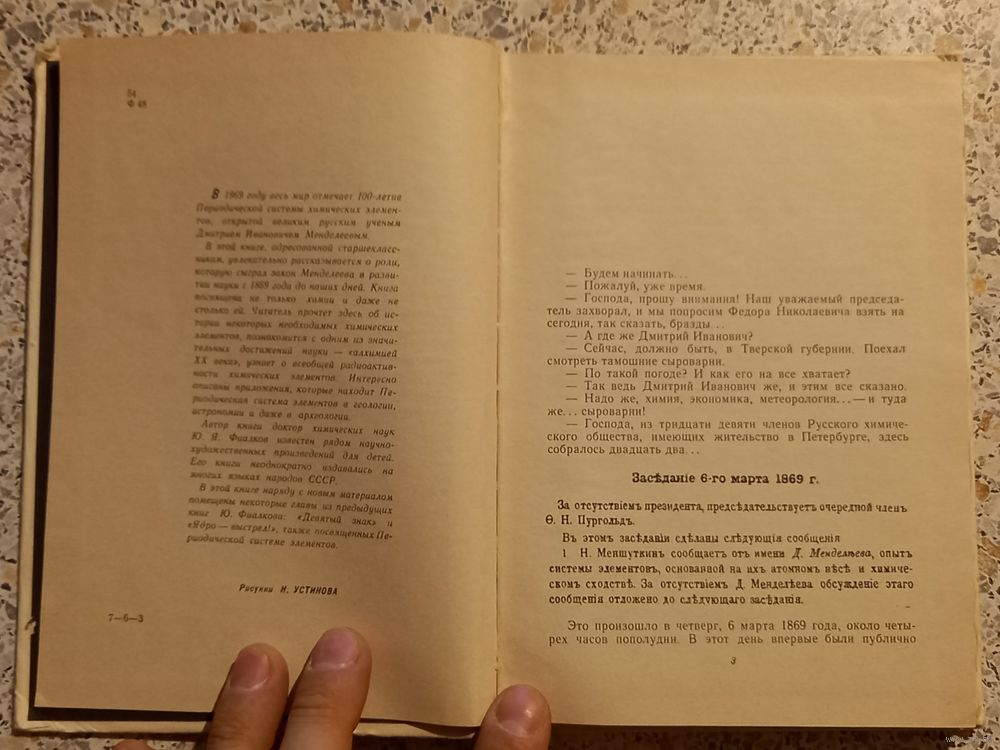 54
Ф 48
В 1969 году весь мир отмечает 100-летие
Периодической системы химических элемен-
тов, открытой великим русским ученым
Дмитрием Ивановичем Менделеевым.
В этой книге, адресованной старшекласс-
никам, увлекательно рассказывается о роли,
которую сыграл закон Менделеева в разви-
тии науки с 1869 года до наших дней. Книга
посвящена не только химии и даже не
столько ей. Читатель прочтет здесь об ис-
тории некоторых необходимых химических
элементов, познакомится с одним из значи-
тельных достижений науки — «алхимией
XX века», узнает о всеобщей радиоактив-
ности химических элементов. Интересно
описаны приложения, которые находит Пе-
риодическая система элементов в геологии,
астрономии и даже в археологии.
Автор книги доктор химических наук
Ю. Я. Фиалков известен рядом научно-
художественных произведений для детей.
Его книги неоднократно издавались на
многих языках народов СССР.
В этой книге наряду с новым материалом
помещены некоторые главы из предыдущих
книг Ю. Фиалкова: «Девятый знак» и
«Ядро — выстрел!», также посвященных Пе-
риодической системе элементов.
Рисунки Н. УСТИНОВА
7—6—3
— Будем начинать...
— Пожалуй, уже время.
— Господа, прошу внимания! Наш уважаемый председа-
тель захворал, и мы попросим Федора Николаевича взять на
сегодня, так сказать, бразды...
— А где же Дмитрий Иванович?
— Сейчас, должно быть, в Тверской губернии. Поехал
смотреть тамошние сыроварни.
— По такой погоде? И как его на все хватает?
— Так ведь Дмитрий Иванович же, и этим все сказано.
— Надо же, химия, экономика, метеорология... — и туда
же... сыроварни!
— Господа, из тридцати девяти членов Русского химиче-
ского общества, имеющих жительство в Петербурге, здесь
собралось двадцать два...
Засѣданіе 6-го марта 1869 г.
За отсутствіемъ президента, предсѣдательствуетъ очередной членъ
Ѳ. Н. Пургольдъ.
Въ этомъ засѣданіи сдѣланы слѣдующія сообщенія
1 Н. Меншуткинъ сообщаетъ отъ имени Д. Менделѣева, опытъ
системы элементовъ, основанной на ихъ атомномъ вѣсѣ и химиче-
скомъ сходствѣ. За отсутствіемъ Д. Менделѣева обсужденіе этаго
сообщения отложено до слѣдующаго засѣданія.
Это произошло в четверг, 6 марта 1869 года, около четы-
рех часов пополудни. В этот день впервые были публично
3